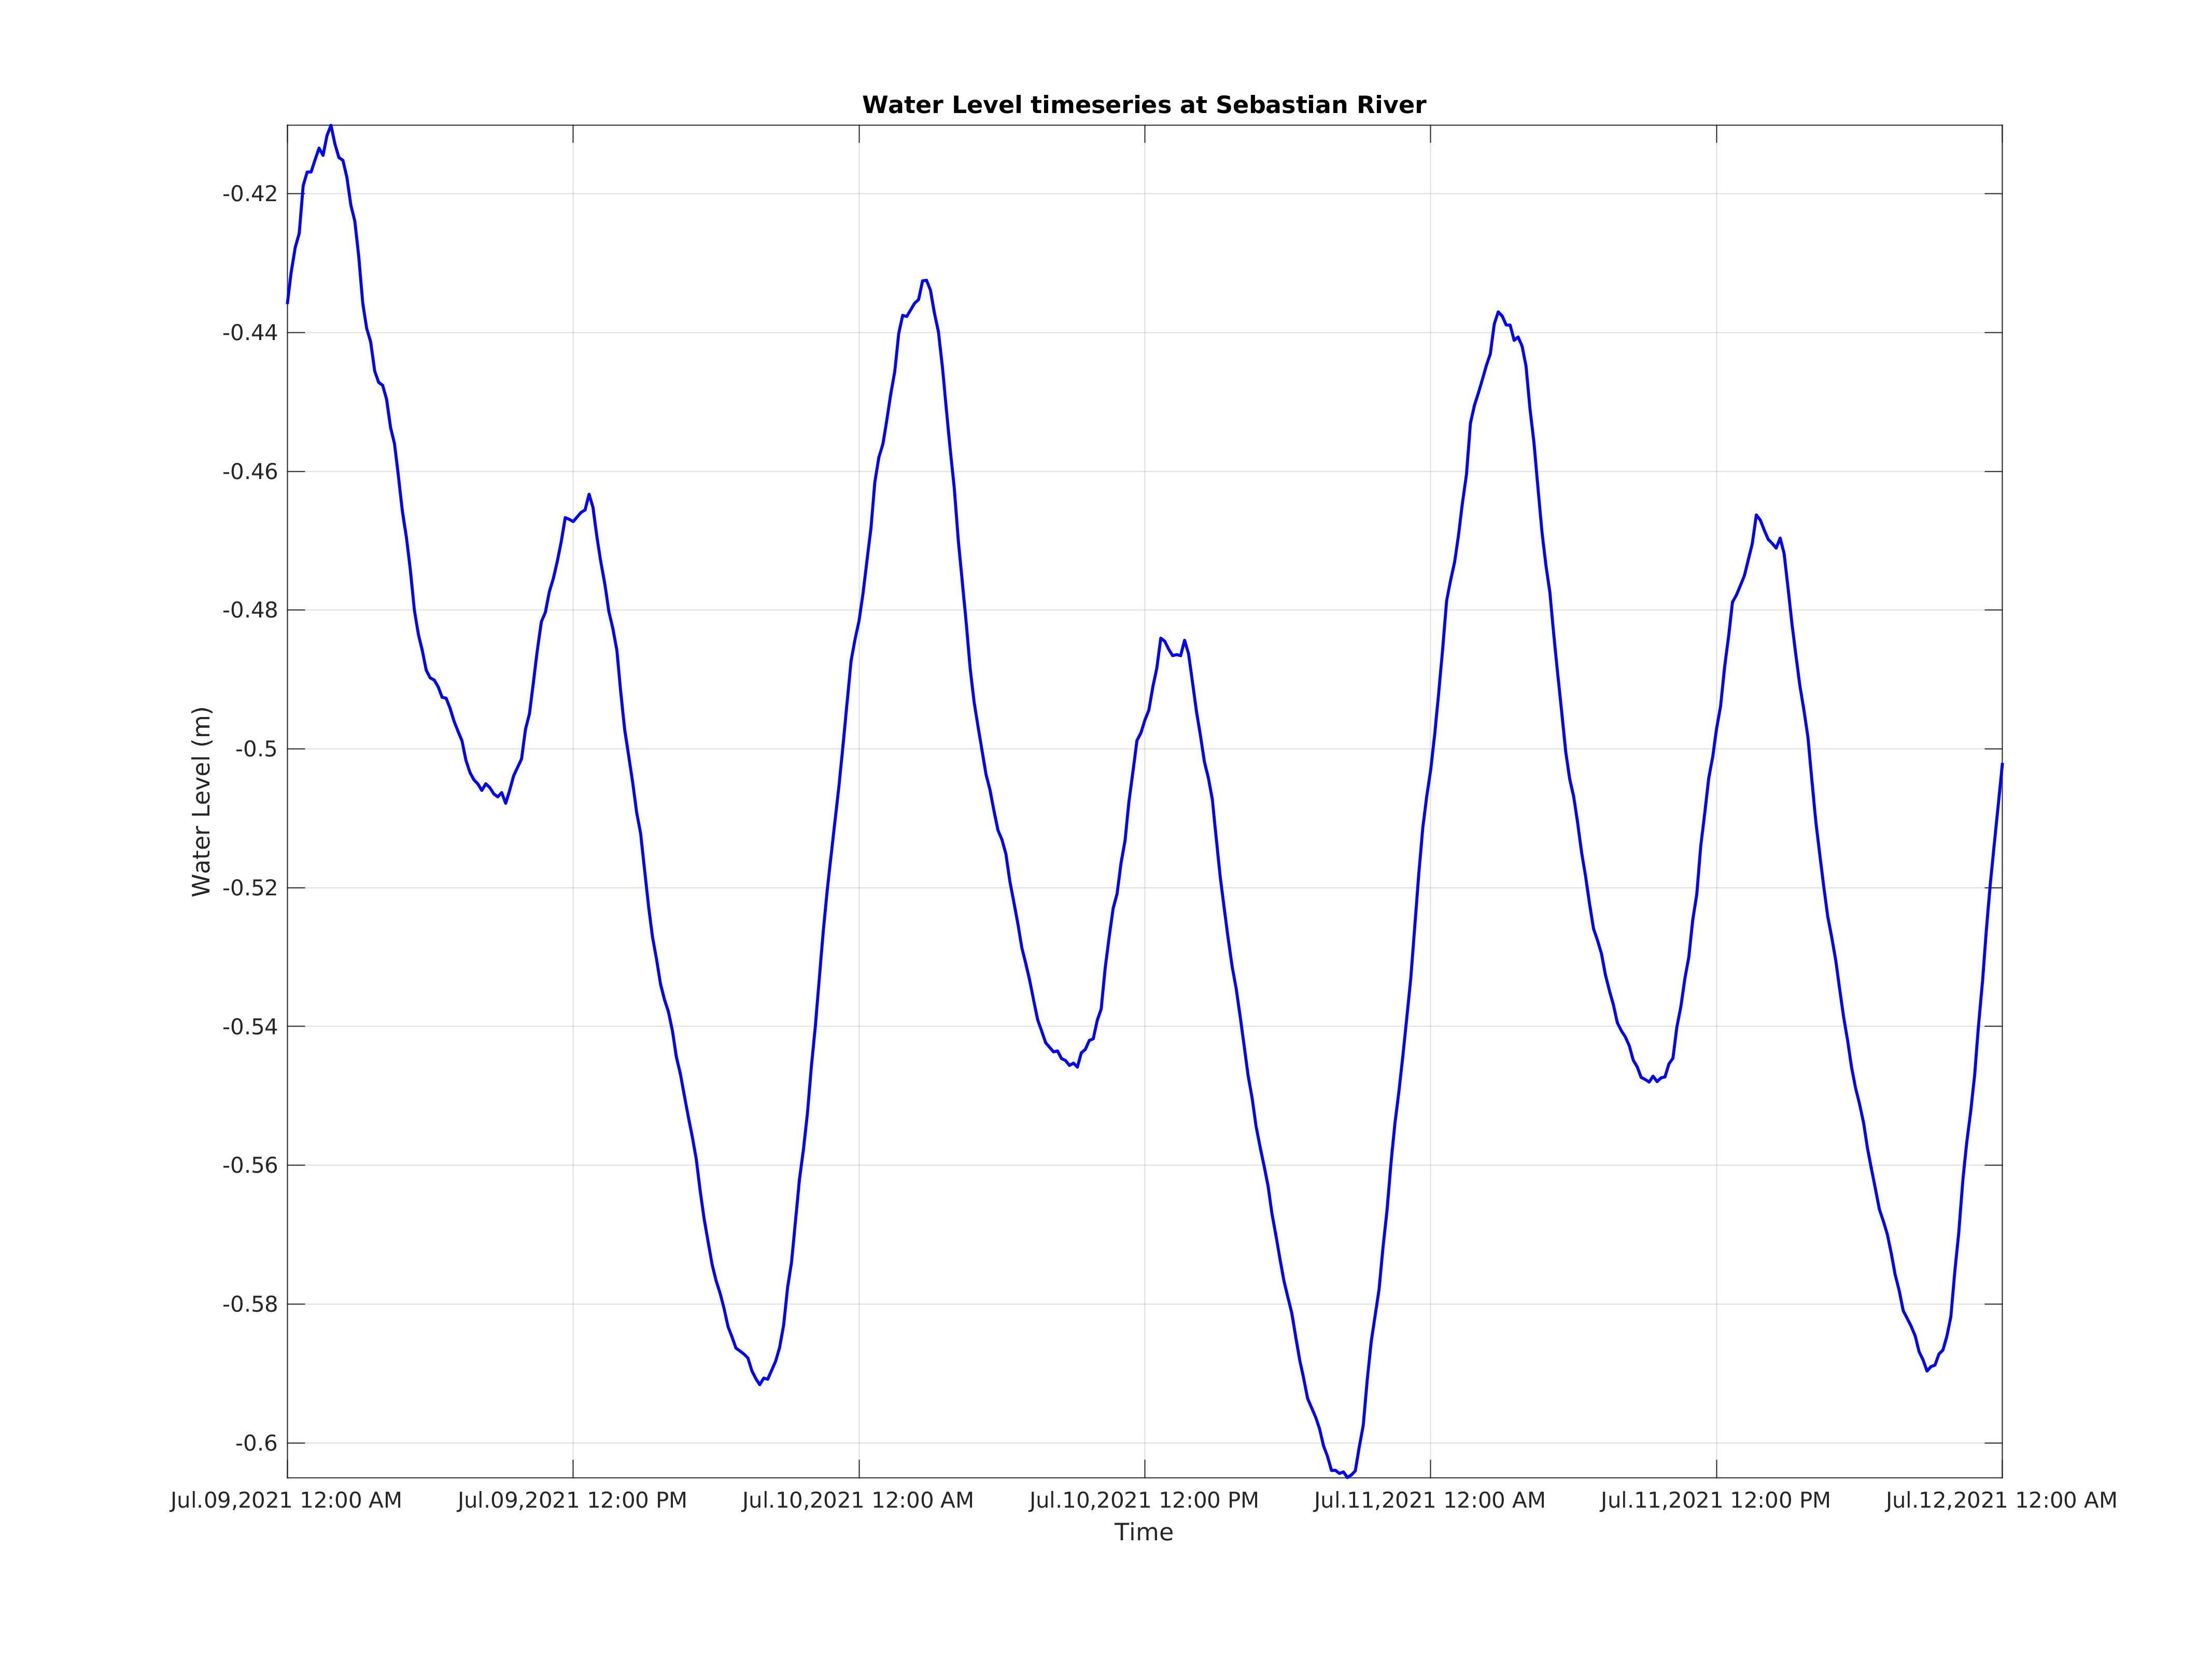 Water Level timeseries at Sebastian River
-0.42
-0.44
-0.46
-0.48
-0.5
-0.52
-0.54
-0.56
-0.58
-0.6
Water Level (m)
Jul.09,2021 12:00 AM
Jul.09,2021 12:00 PM
Jul.10,2021 12:00 AM
Jul.10,2021 12:00 PM
Jul.11,2021 12:00 AM
Jul.11,2021 12:00 PM
Jul.12,2021 12:00 AM
Time